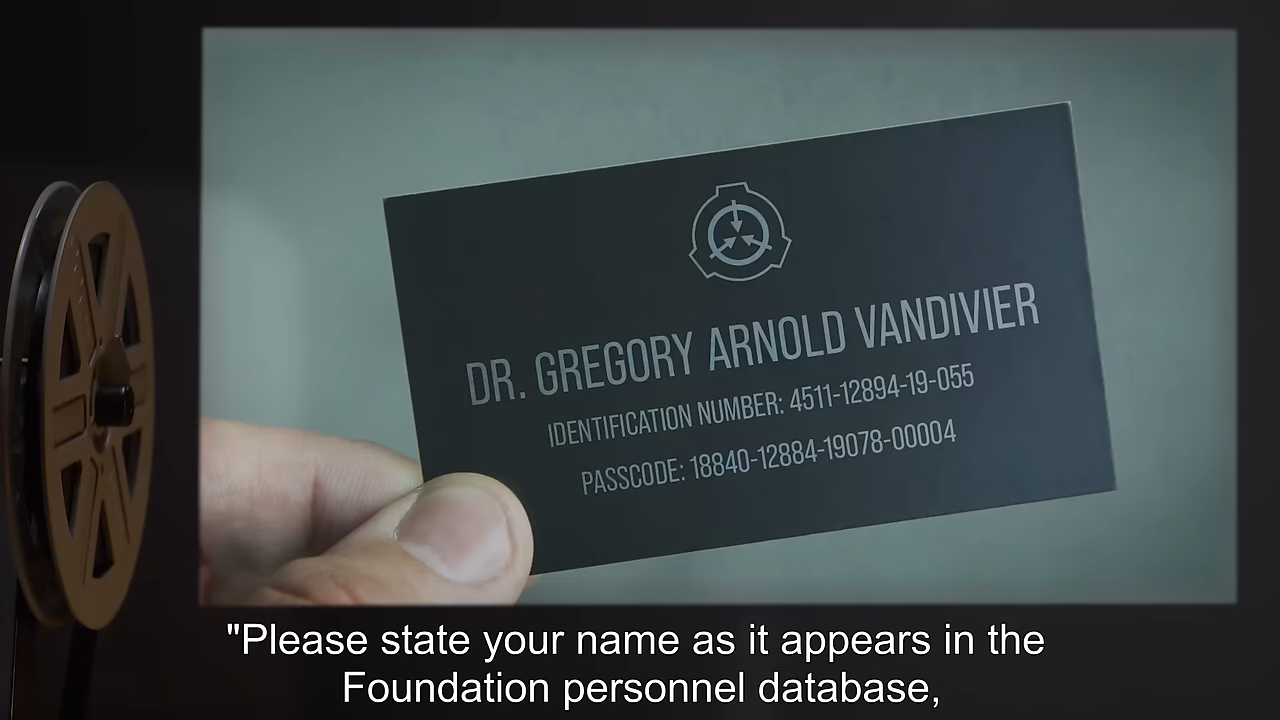 DR. GREGORY ARNOLD VANDIVIER
IDENTIFICATION NUMBER: 4511-12894-19-055
PASSCODE: 18840-12884-19078-00004
"Please state your name as it appears in the
Foundation personnel database,